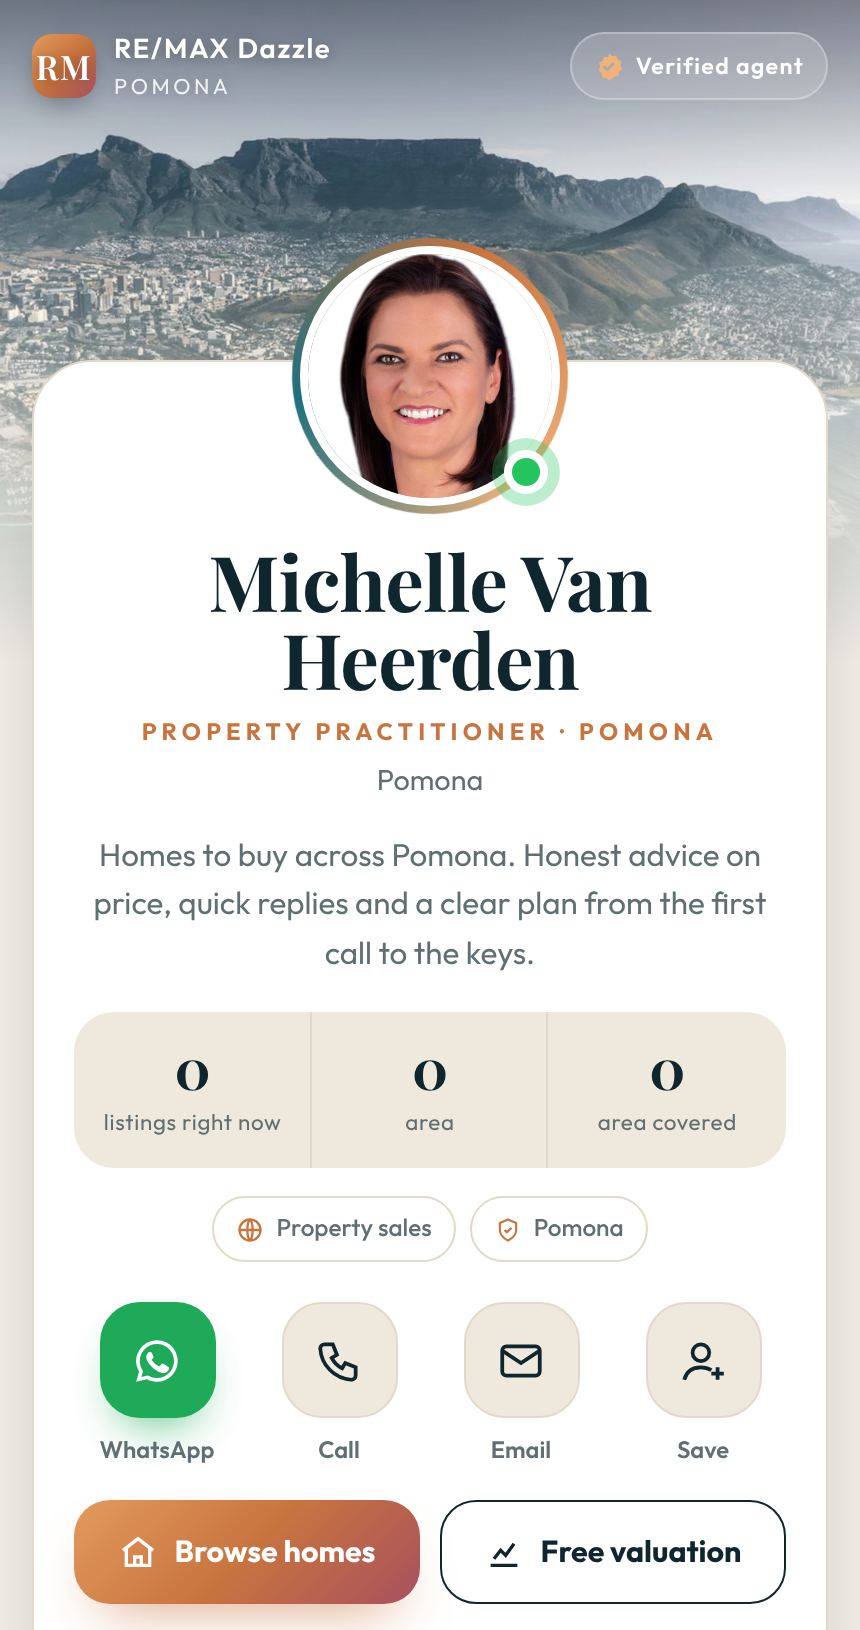 RM
RE/MAX Dazzle
POMONA
Verified agent
Michelle Van
Heerden
PROPERTY PRACTITIONER · POMONA
Pomona
Homes to buy across Pomona. Honest advice on
price, quick replies and a clear plan from the first
call to the keys.
0 0 0
listings right now area area covered
Property sales Pomona
WhatsApp Call Email Save
Browse homes Free valuation